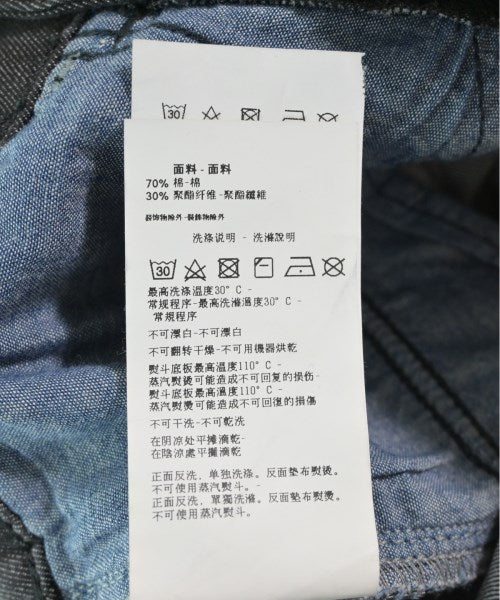 30
面料 - 面料
70% 棉-棉
30% 聚酯纤维-聚酯纖維
装饰物除外-裝飾物除外
洗涤说明 - 洗滌說明
30
最高洗涤温度30° C -
常规程序-最高洗滌溫度30° C -
常規程序
不可漂白-不可漂白
不可翻转干燥-不可用機器烘乾
熨斗底板最高温度110° C -
蒸汽熨烫可能造成不可回复的损伤-
熨斗底板最高溫度110° C -
蒸汽熨燙可能造成不可回復的損傷
不可干洗-不可乾洗
在阴凉处平摊滴乾-
在陰涼處平攤滴乾
正面反洗，单独洗涤。反面垫布熨烫。
不可使用蒸汽熨斗。-
正面反洗，單獨洗滌。反面墊布熨燙。
不可使用蒸汽熨斗。